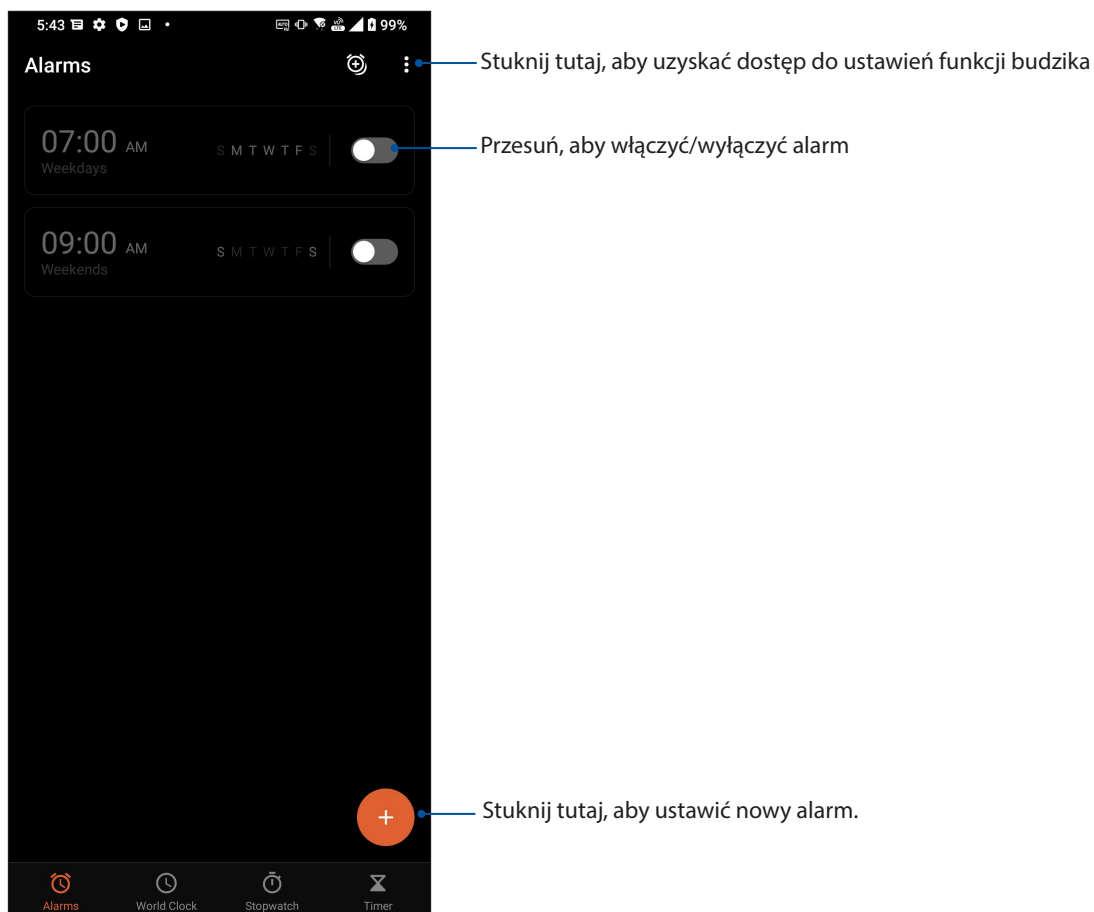 5:43 99%
Alarms
Stuknij tutaj, aby uzyskać dostęp do ustawień funkcji budzika
07:00 AM S M T W T F S
Weekdays
Przesuń, aby włączyć/wyłączyć alarm
09:00 AM S M T W T F S
Weekends
+
Stuknij tutaj, aby ustawić nowy alarm.
Alarms World Clock Stopwatch Timer